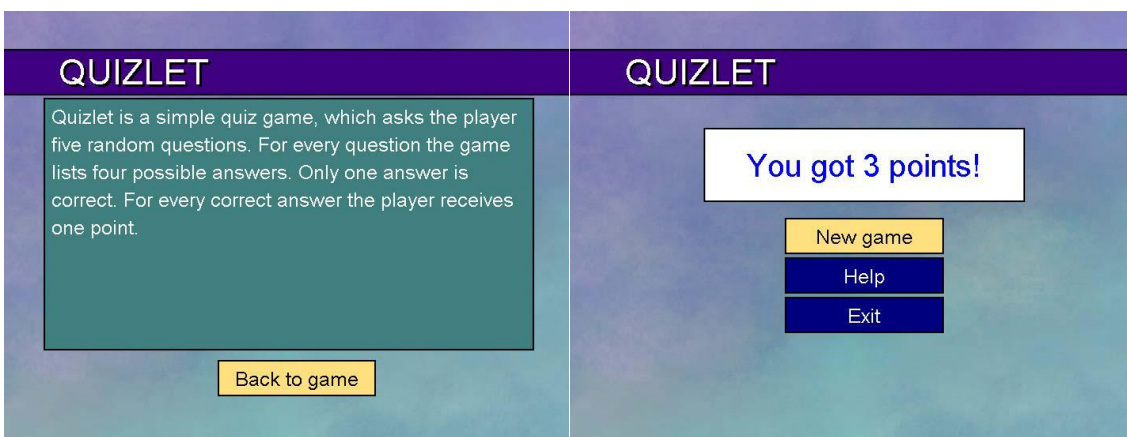 QUIZLET
Quizlet is a simple quiz game, which asks the player
five random questions. For every question the game
lists four possible answers. Only one answer is
correct. For every correct answer the player receives
one point.
Back to game
QUIZLET
You got 3 points!
New game
Help
Exit